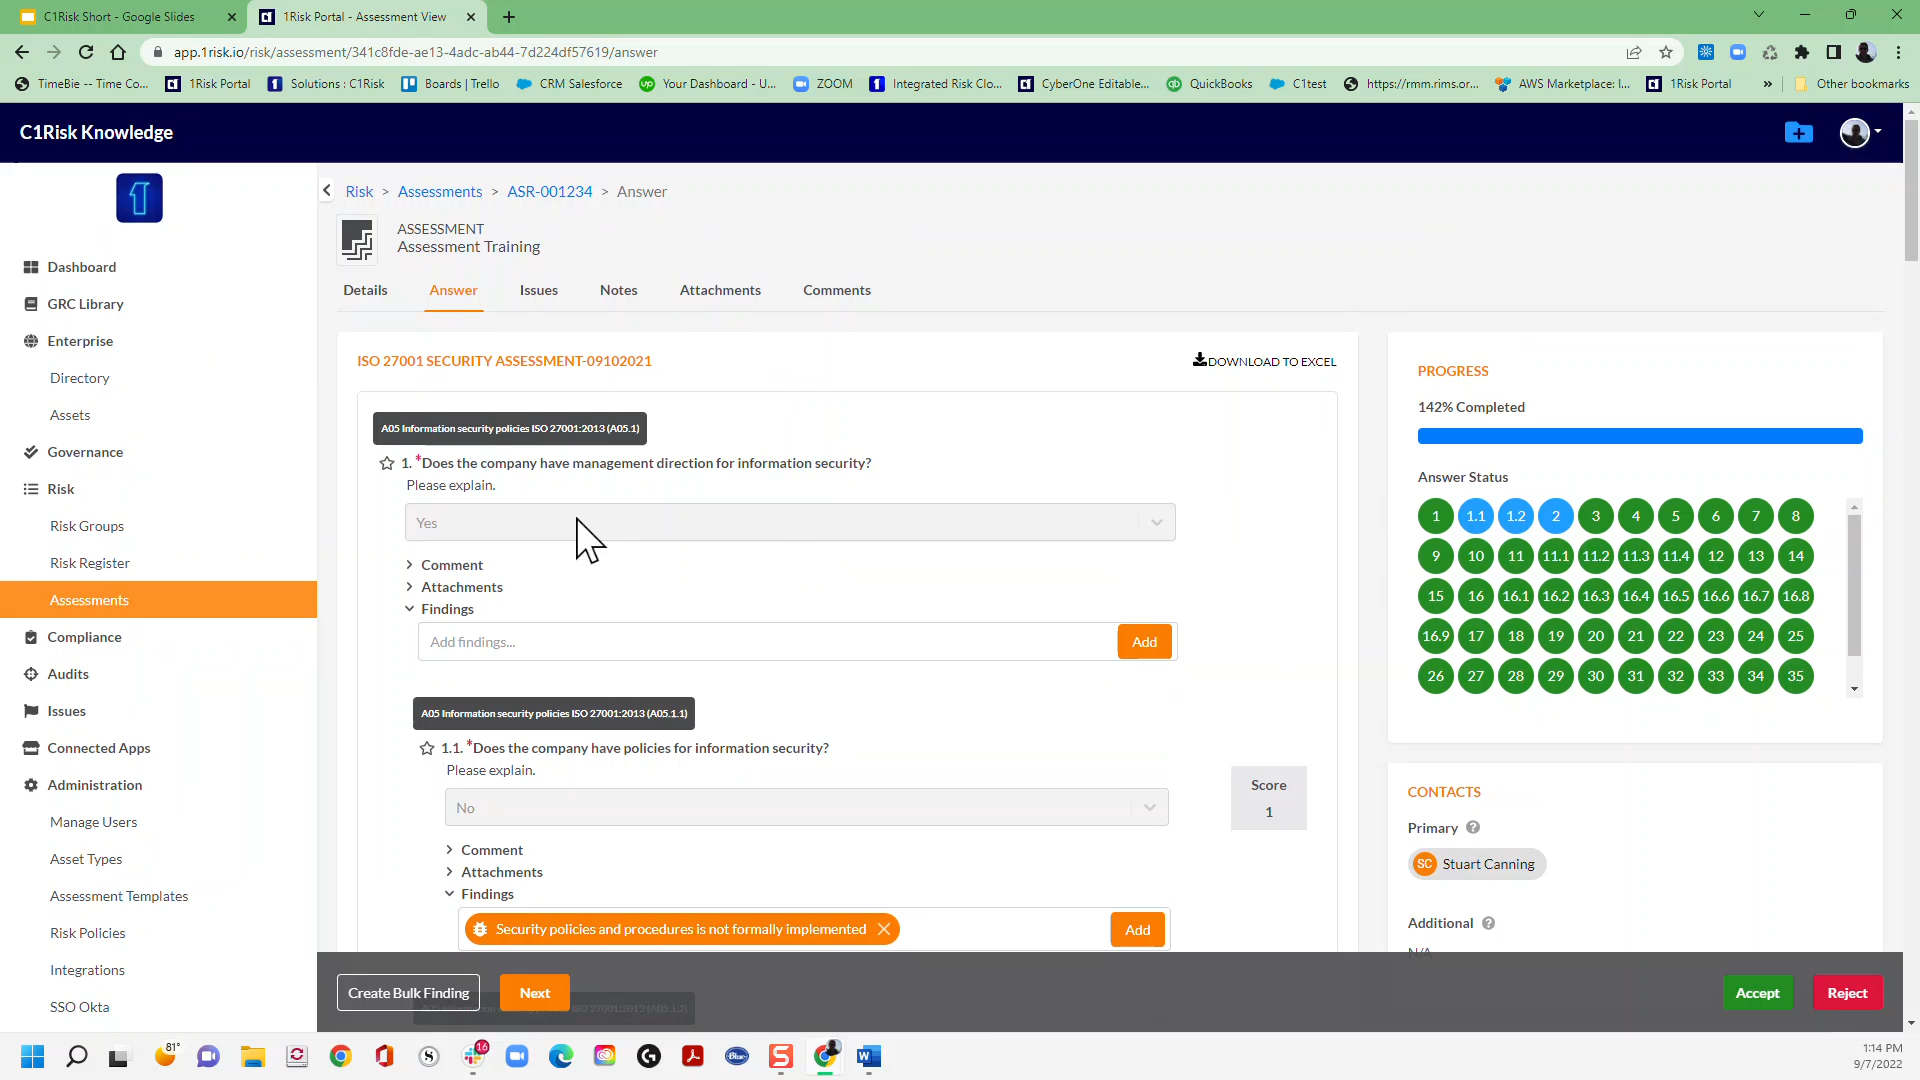 C1Risk Short - Google Slides
1Risk Portal - Assessment View
app.1risk.io/risk/assessment/341c8fde-ae13-4adc-ab44-7d224df57619/answer
TimeBie -- Time Co...
1Risk Portal
Solutions : C1Risk
Boards | Trello
CRM Salesforce
Your Dashboard - U...
ZOOM
Integrated Risk Clo...
CyberOne Editable...
QuickBooks
C1test
https://rmm.rims.or...
AWS Marketplace: I...
1Risk Portal
»
Other bookmarks
C1Risk Knowledge
Dashboard
GRC Library
Enterprise
Directory
Assets
Governance
Risk
Risk Groups
Risk Register
Assessments
Compliance
Audits
Issues
Connected Apps
Administration
Manage Users
Asset Types
Assessment Templates
Risk Policies
Integrations
SSO Okta
Risk > Assessments > ASR-001234 > Answer
ASSESSMENT
Assessment Training
Details
Answer
Issues
Notes
Attachments
Comments
ISO 27001 SECURITY ASSESSMENT-09102021
DOWNLOAD TO EXCEL
A05 Information security policies ISO 27001:2013 (A05.1)
1. *Does the company have management direction for information security?
Please explain.
Yes
Comment
Attachments
Findings
Add findings...
Add
A05 Information security policies ISO 27001:2013 (A05.1.1)
1.1. *Does the company have policies for information security?
Please explain.
No
Score
1
Comment
Attachments
Findings
Security policies and procedures is not formally implemented
Add
Create Bulk Finding
Next
Accept
Reject
PROGRESS
142% Completed
Answer Status
1 1.1 1.2 2 3 4 5 6 7 8
9 10 11 11.1 11.2 11.3 11.4 12 13 14
15 16 16.1 16.2 16.3 16.4 16.5 16.6 16.7 16.8
16.9 17 18 19 20 21 22 23 24 25
26 27 28 29 30 31 32 33 34 35
CONTACTS
Primary
SC Stuart Canning
Additional
N/A
81°
16
1:14 PM
9/7/2022